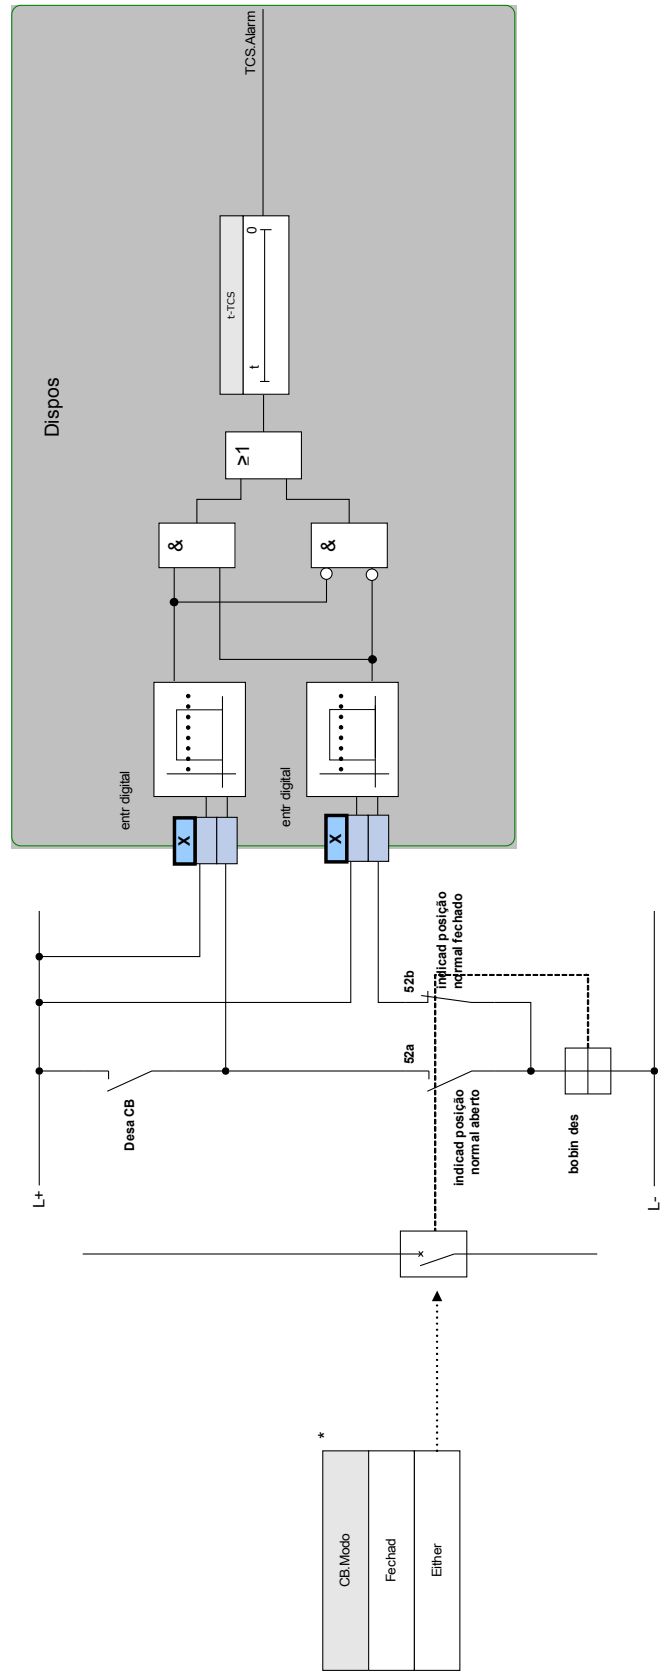 TCS.Alarm
Dispos
t-TCS
t
0
≥1
&
&
entr digital
entr digital
X
X
indicad posição
normal fechado
52b
52a
indicad posição
normal aberto
Desa CB
bobin des
L+
L-
*
CB.Modo
Fechad
Either